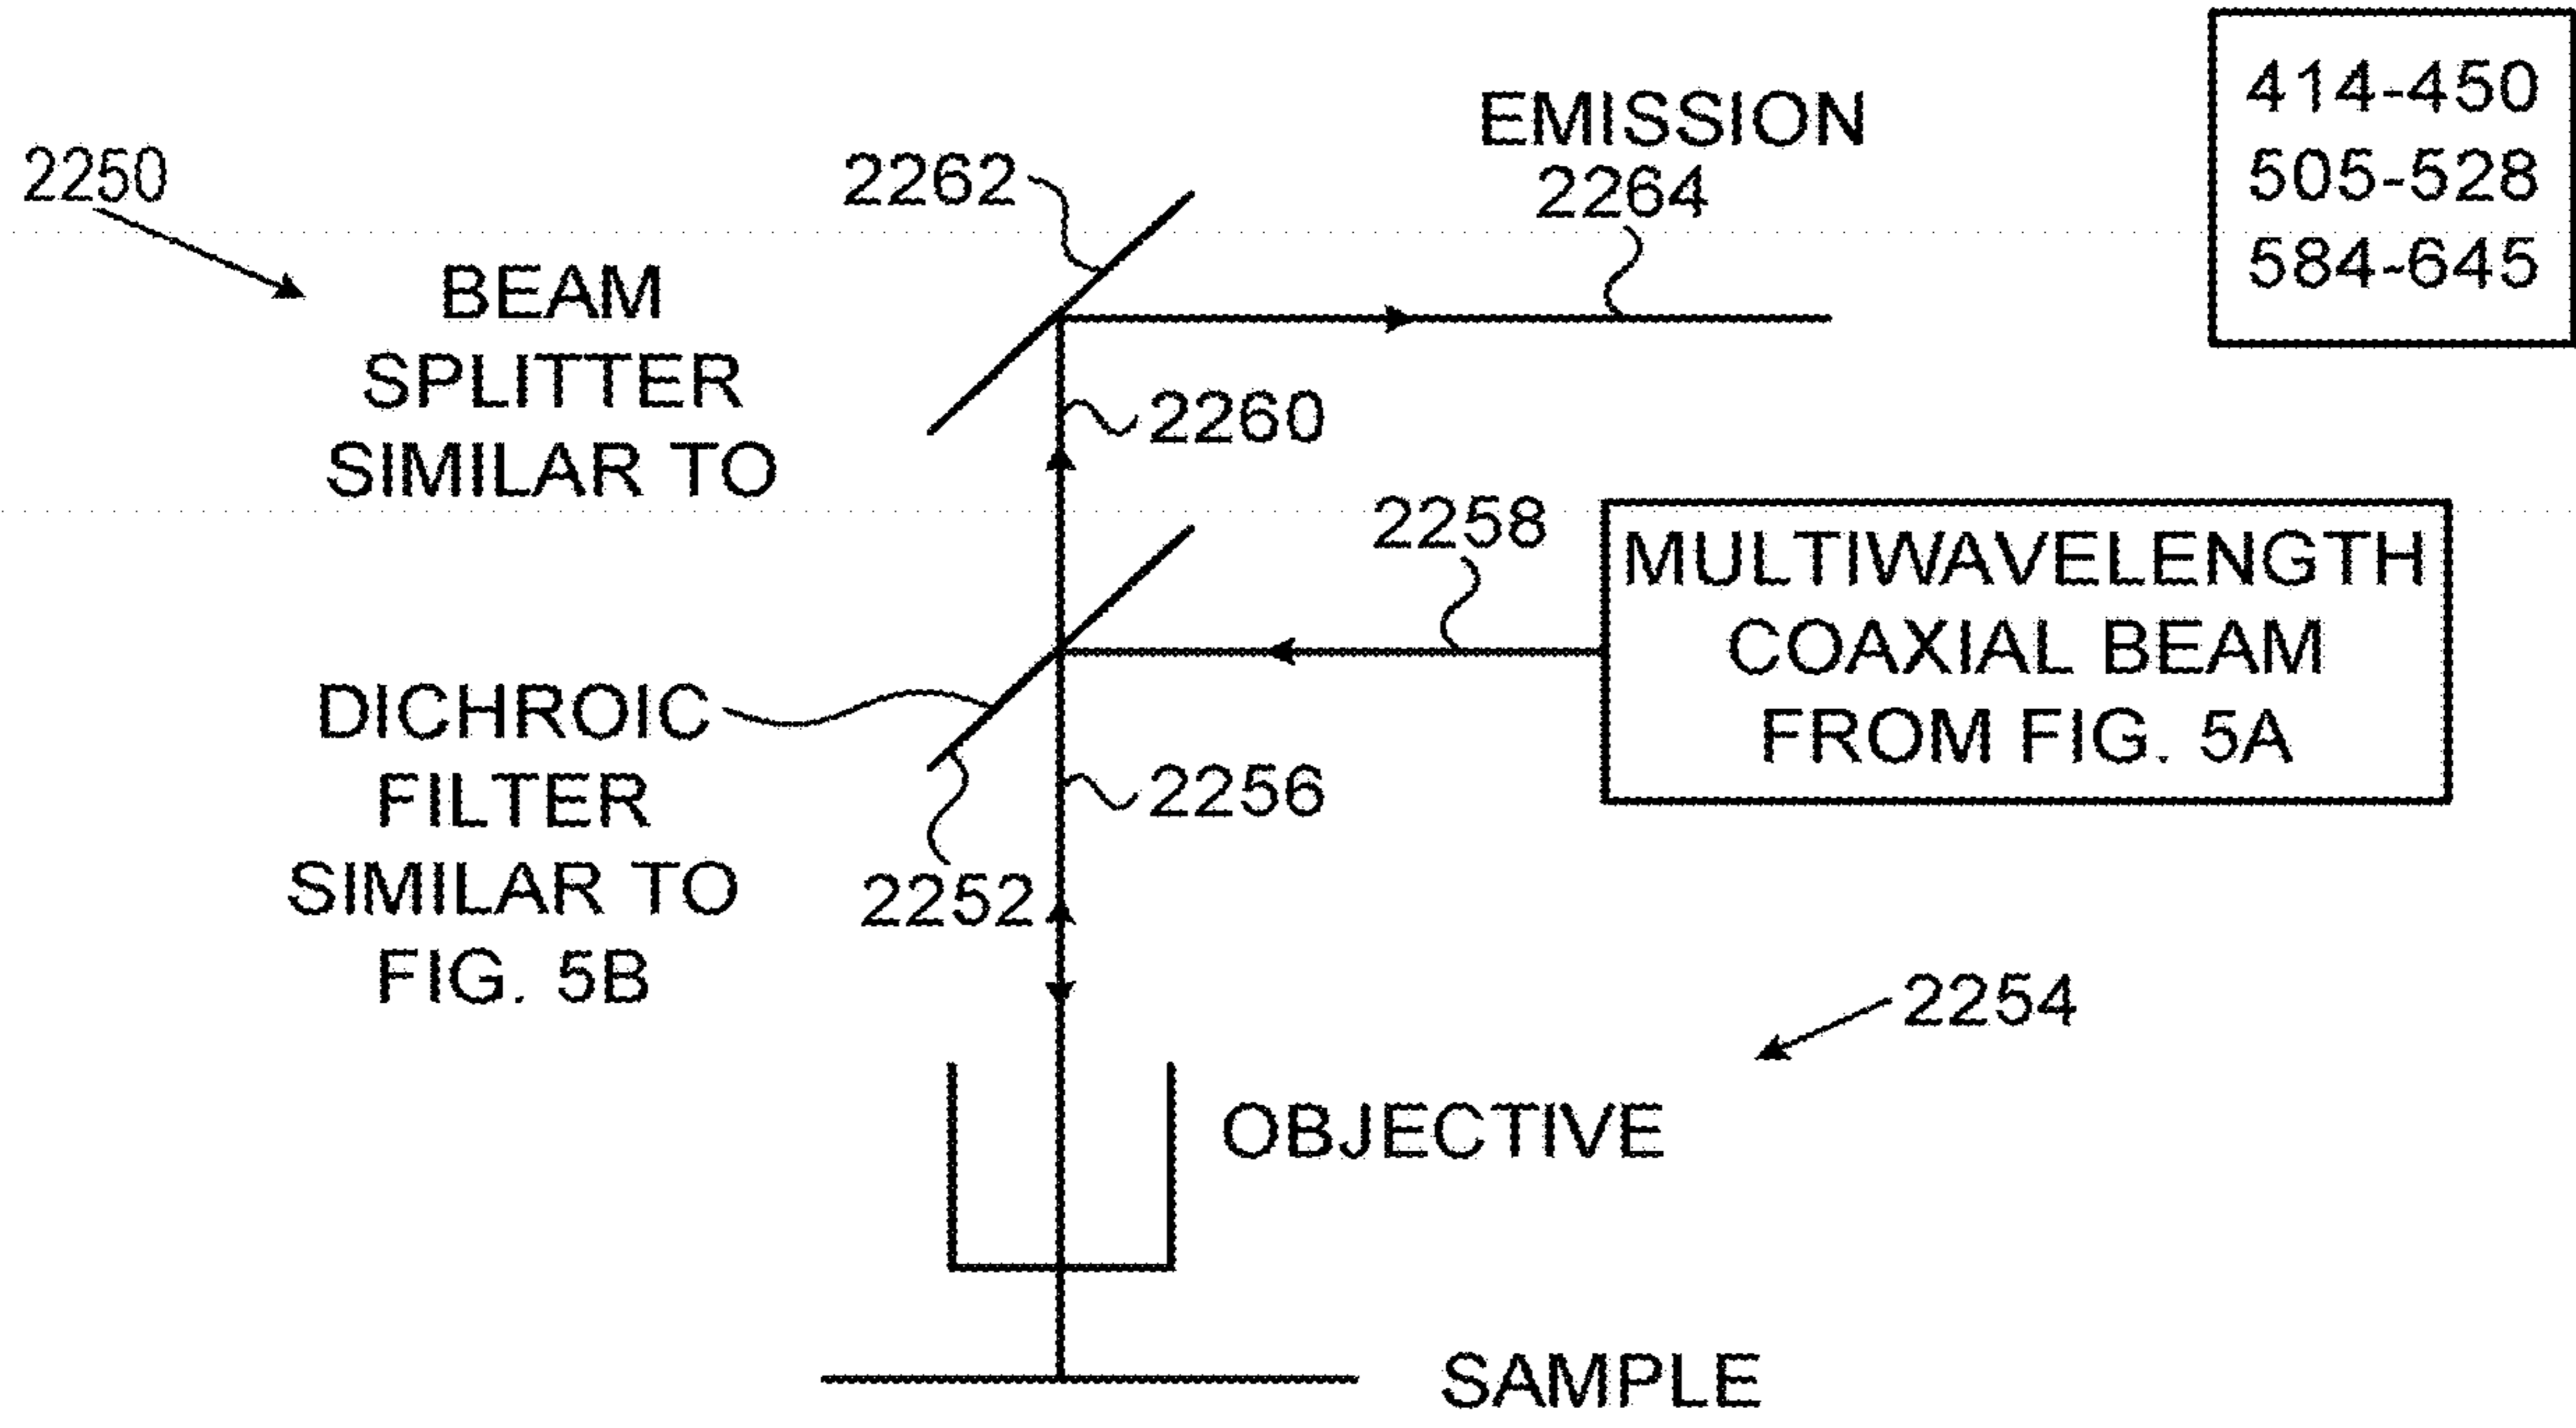 2250
BEAM
SPLITTER
SIMILAR TO
2262
EMISSION
2264
414-450
505-528
584-645
2260
2258
MULTIWAVELENGTH
COAXIAL BEAM
FROM FIG. 5A
DICHROIC
FILTER
SIMILAR TO
FIG. 5B
2256
2252
2254
OBJECTIVE
SAMPLE